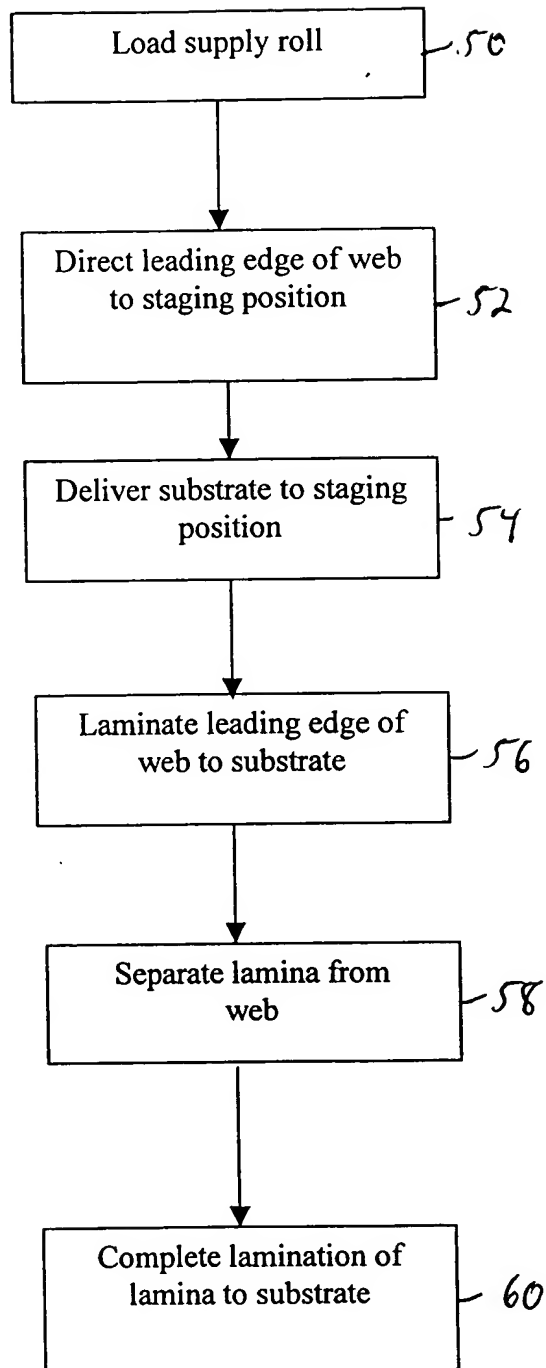 Load supply roll
50
Direct leading edge of web
to staging position
52
Deliver substrate to staging
position
54
Laminate leading edge of
web to substrate
56
Separate lamina from
web
58
Complete lamination of
lamina to substrate
60